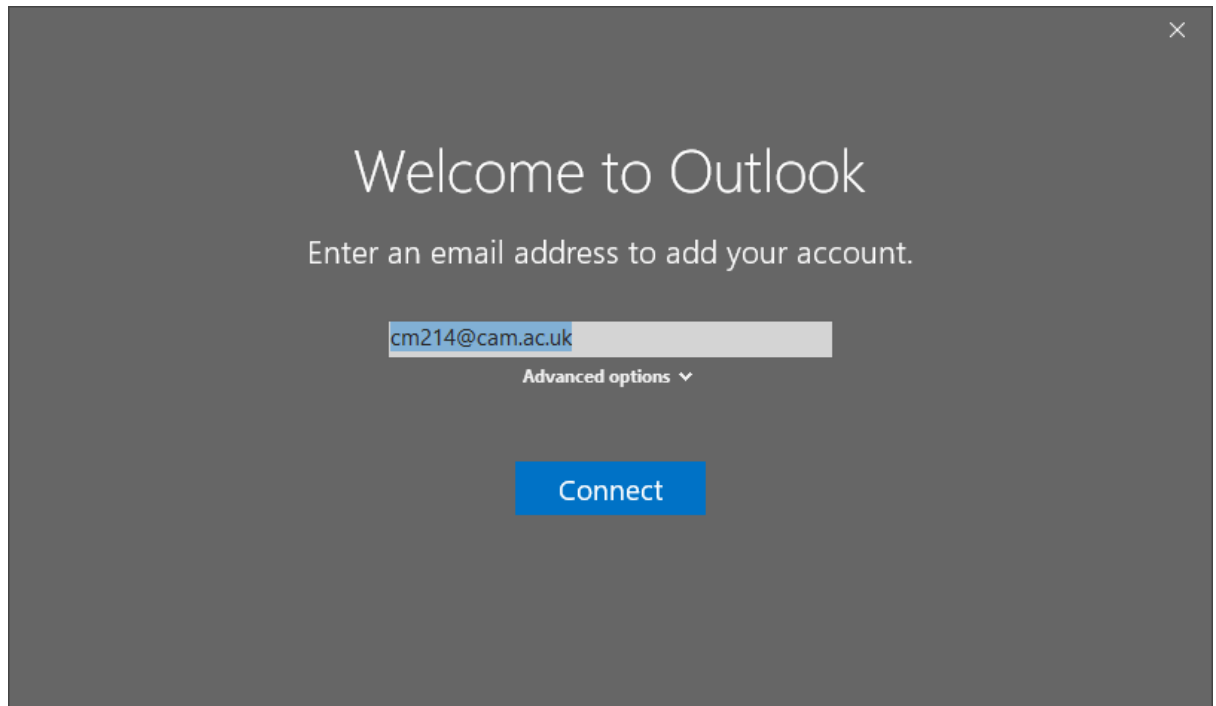 Welcome to Outlook
Enter an email address to add your account.
cm214@cam.ac.uk
Advanced options
Connect